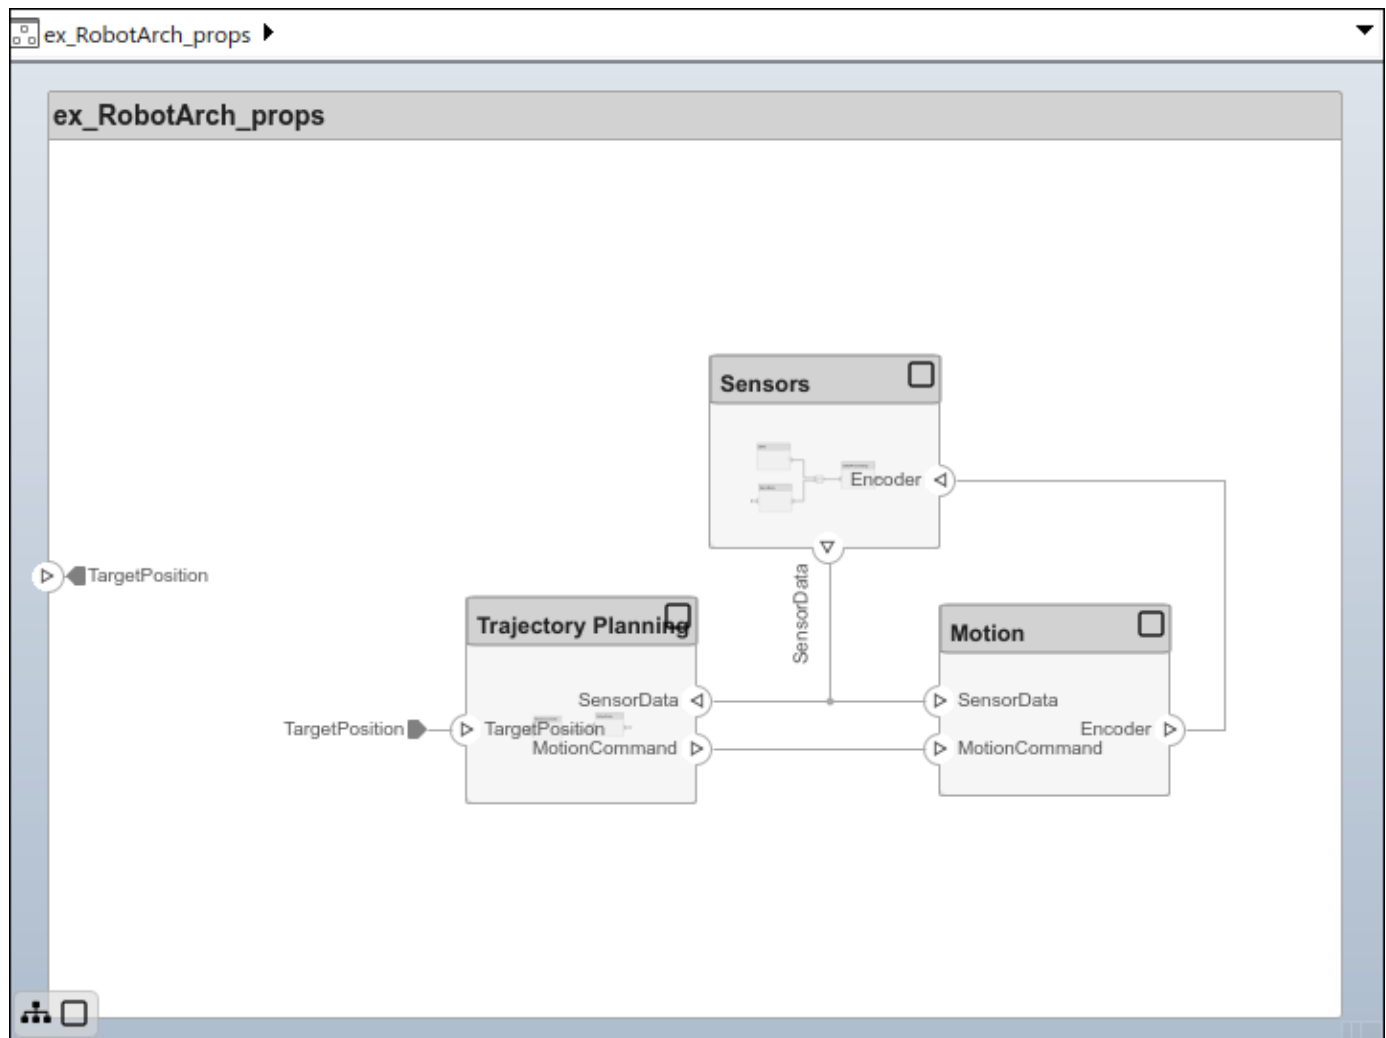 ex_RobotArch_props
ex_RobotArch_props
Sensors
Encoder
SensorData
TargetPosition
Trajectory Planning
SensorData
TargetPosition
TargetPosition
MotionCommand
Motion
SensorData
Encoder
MotionCommand